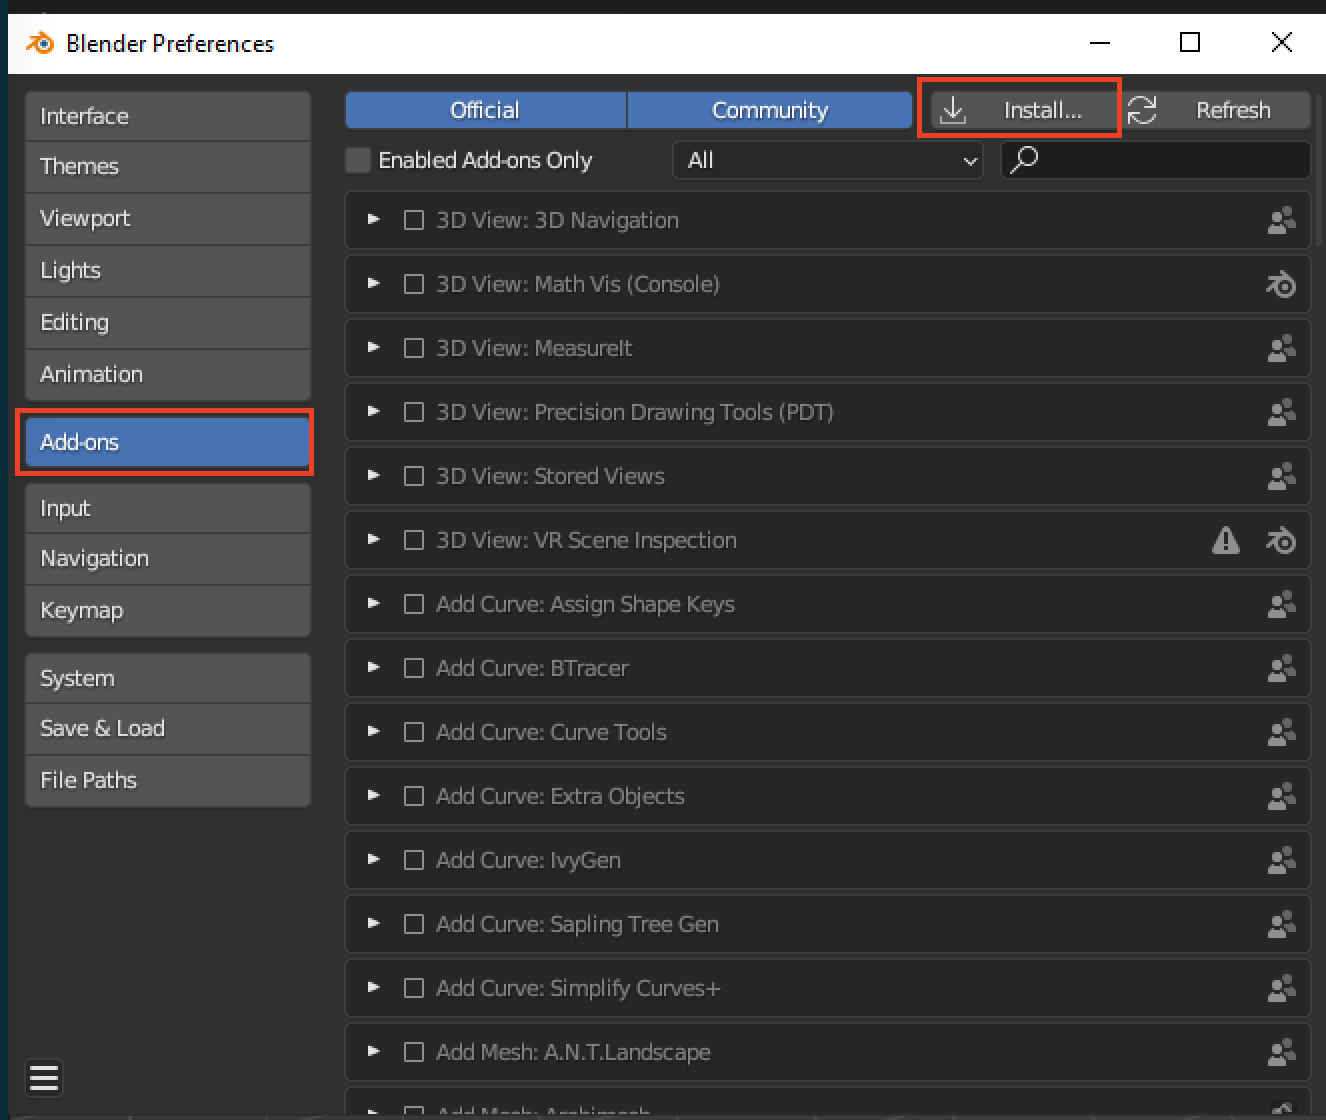 Blender Preferences
Interface
Themes
Viewport
Lights
Editing
Animation
Add-ons
Input
Navigation
Keymap
System
Save & Load
File Paths
Official
Community
Install...
Refresh
Enabled Add-ons Only
All
3D View: 3D Navigation
3D View: Math Vis (Console)
3D View: MeasureIt
3D View: Precision Drawing Tools (PDT)
3D View: Stored Views
3D View: VR Scene Inspection
Add Curve: Assign Shape Keys
Add Curve: BTracer
Add Curve: Curve Tools
Add Curve: Extra Objects
Add Curve: IvyGen
Add Curve: Sapling Tree Gen
Add Curve: Simplify Curves+
Add Mesh: A.N.T.Landscape
Add Mesh: Archimesh